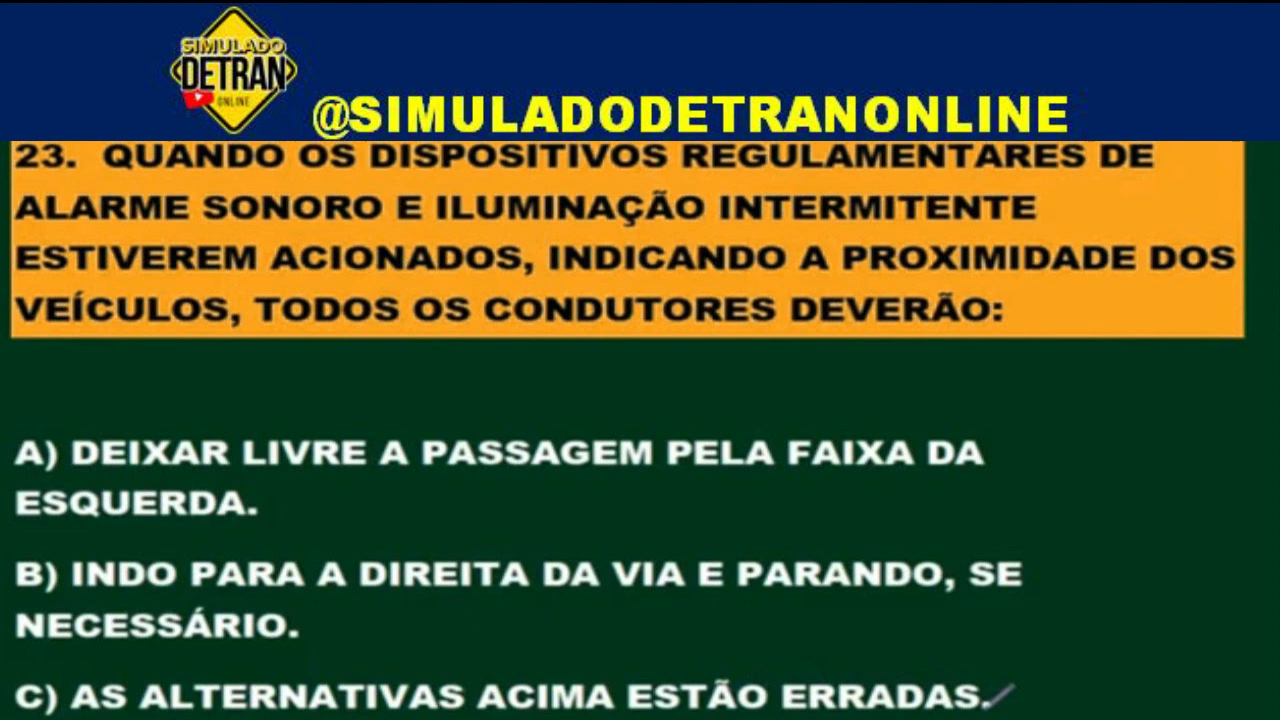 SIMULADO
DETRAN
ONLINE
@SIMULADODETRANONLINE
23. QUANDO OS DISPOSITIVOS REGULAMENTARES DE
ALARME SONORO E ILUMINAÇÃO INTERMITENTE
ESTIVEREM ACIONADOS, INDICANDO A PROXIMIDADE DOS
VEÍCULOS, TODOS OS CONDUTORES DEVERÃO:
A) DEIXAR LIVRE A PASSAGEM PELA FAIXA DA
ESQUERDA.
B) INDO PARA A DIREITA DA VIA E PARANDO, SE
NECESSÁRIO.
C) AS ALTERNATIVAS ACIMA ESTÃO ERRADAS.